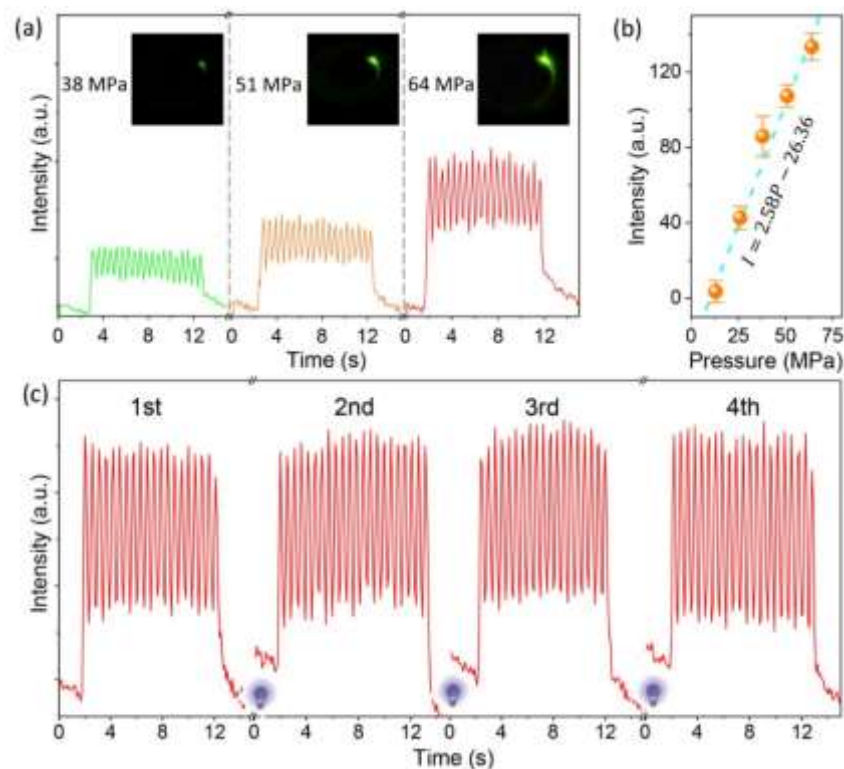 (a)
38 MPa
51 MPa
64 MPa
Intensity (a.u.)
0 4 8 12 0 4 8 12 0 4 8 12
Time (s)
(b)
Intensity (a.u.)
120
80
40
0
0 25 50 75
Pressure (MPa)
I = 2.58P − 26.36
(c)
1st 2nd 3rd 4th
Intensity (a.u.)
0 4 8 12 0 4 8 12 0 4 8 12 0 4 8 12
Time (s)